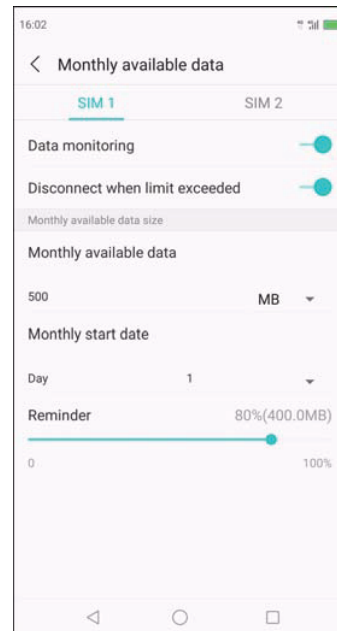 16:02
Monthly available data
SIM 1 SIM 2
Data monitoring
Disconnect when limit exceeded
Monthly available data size
Monthly available data
500 MB
Monthly start date
Day 1
Reminder 80%(400.0MB)
0 100%